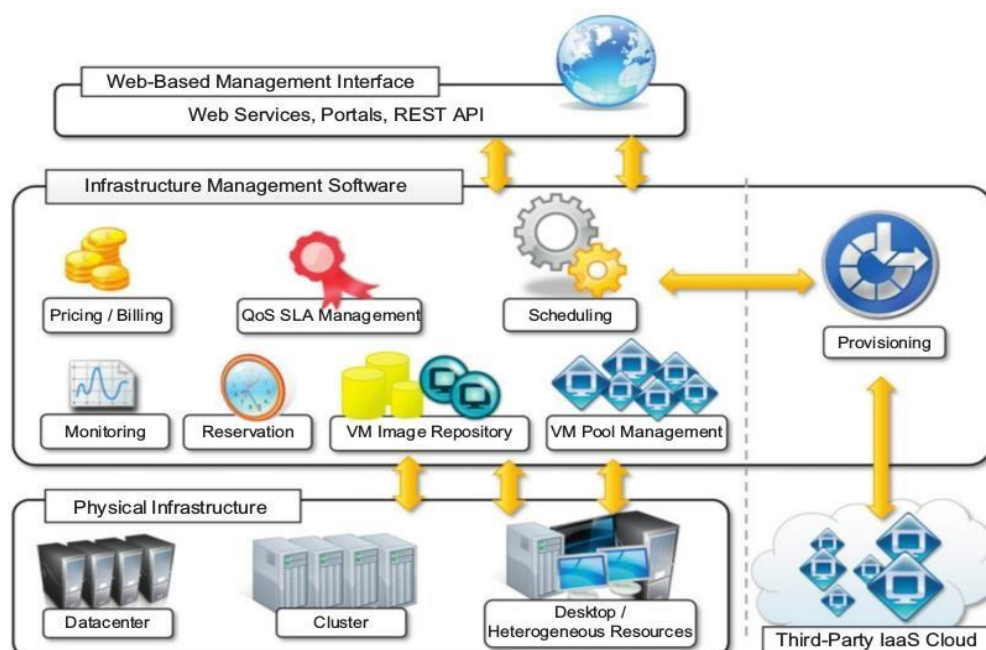 Web-Based Management Interface
Web Services, Portals, REST API
Infrastructure Management Software
Pricing / Billing
QoS SLA Management
Scheduling
Provisioning
Monitoring
Reservation
VM Image Repository
VM Pool Management
Physical Infrastructure
Datacenter
Cluster
Desktop /
Heterogeneous Resources
Third-Party IaaS Cloud